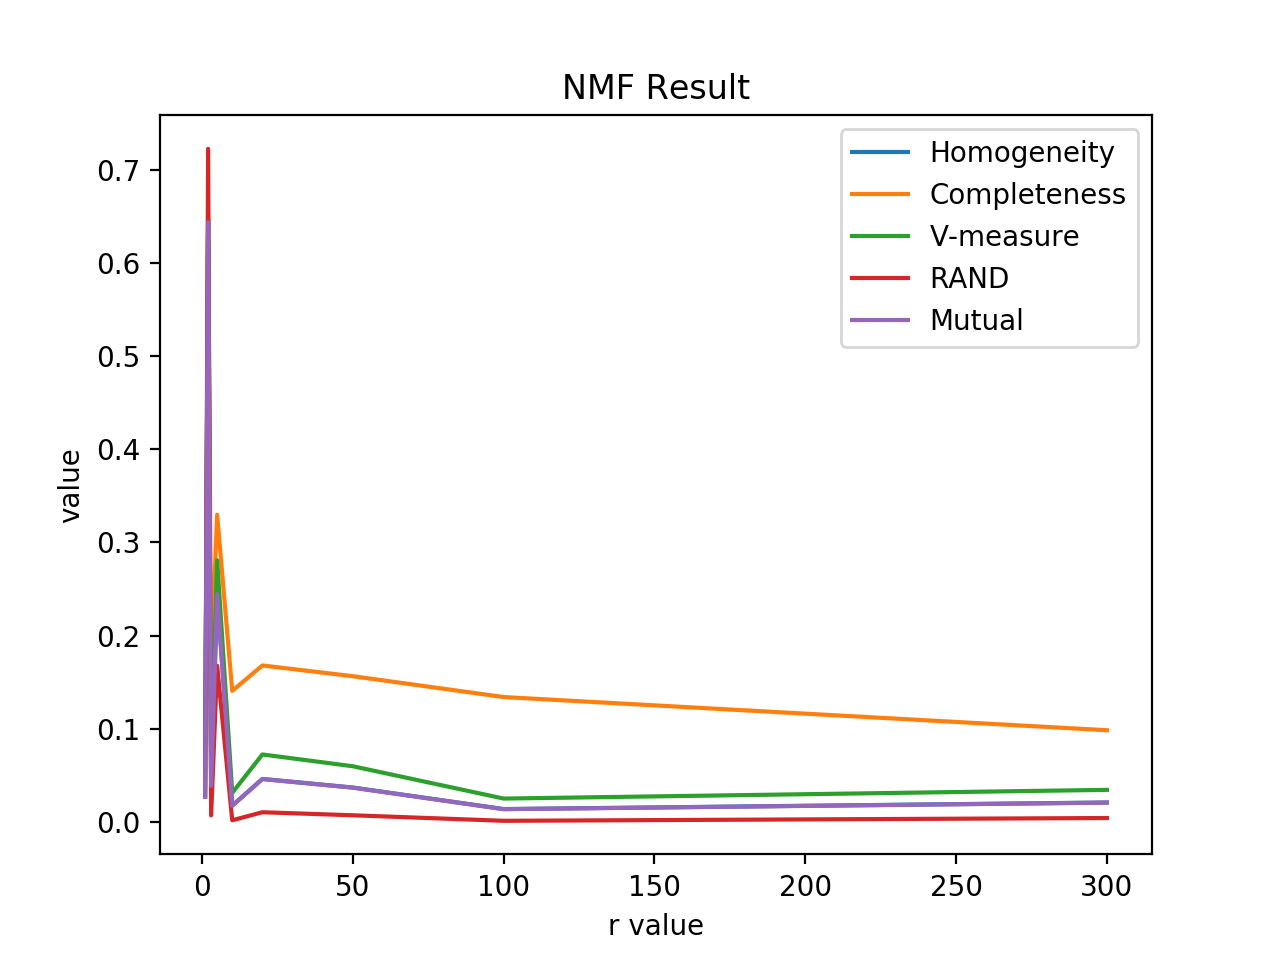 NMF Result
Homogeneity
Completeness
V-measure
RAND
Mutual
value
0.7
0.6
0.5
0.4
0.3
0.2
0.1
0.0
0 50 100 150 200 250 300
r value